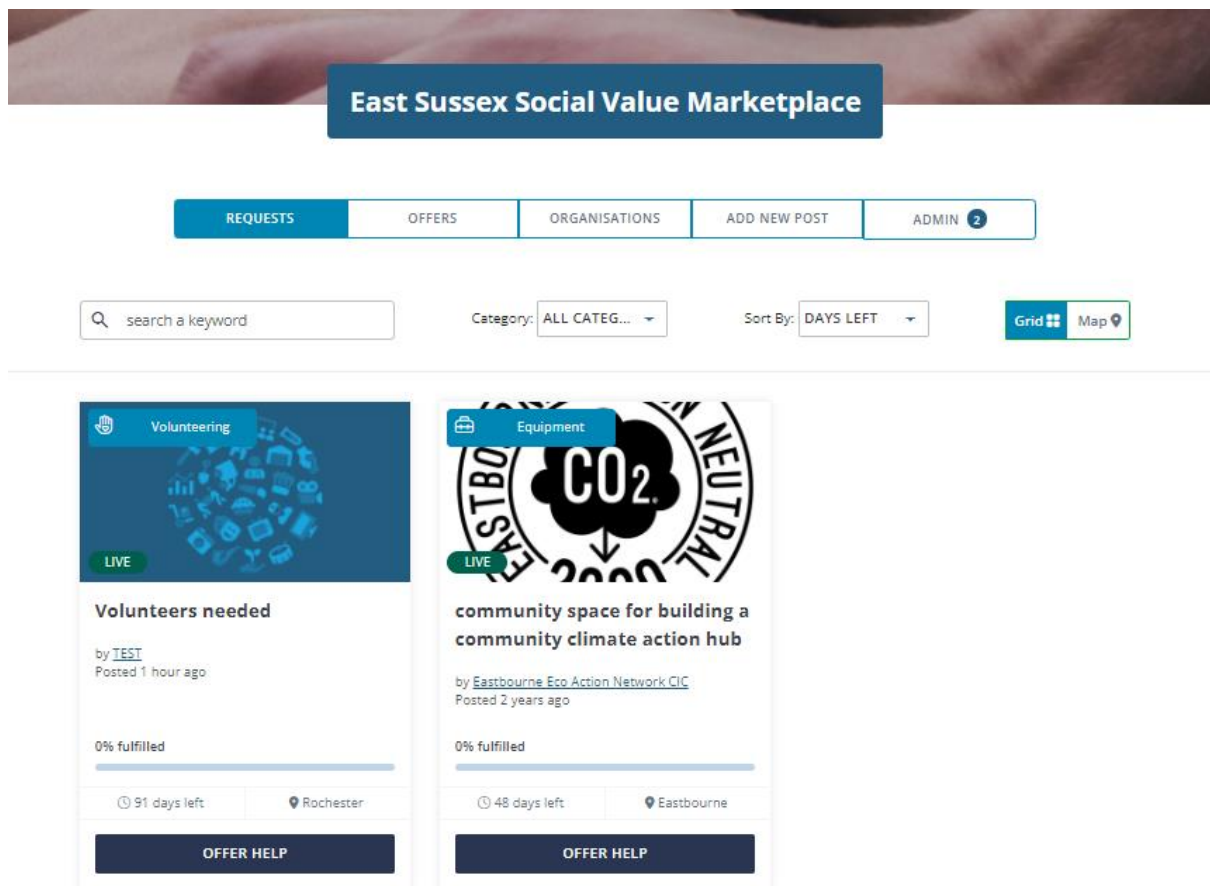 East Sussex Social Value Marketplace
REQUESTS
OFFERS
ORGANISATIONS
ADD NEW POST
ADMIN 2
search a keyword
Category: ALL CATEG...
Sort By: DAYS LEFT
Grid
Map
Volunteering
LIVE
Volunteers needed
by TEST
Posted 1 hour ago
0% fulfilled
91 days left
Rochester
OFFER HELP
Equipment
NEUTRAL
CO2
LIVE
community space for building a
community climate action hub
by Eastbourne Eco Action Network CIC
Posted 2 years ago
0% fulfilled
48 days left
Eastbourne
OFFER HELP